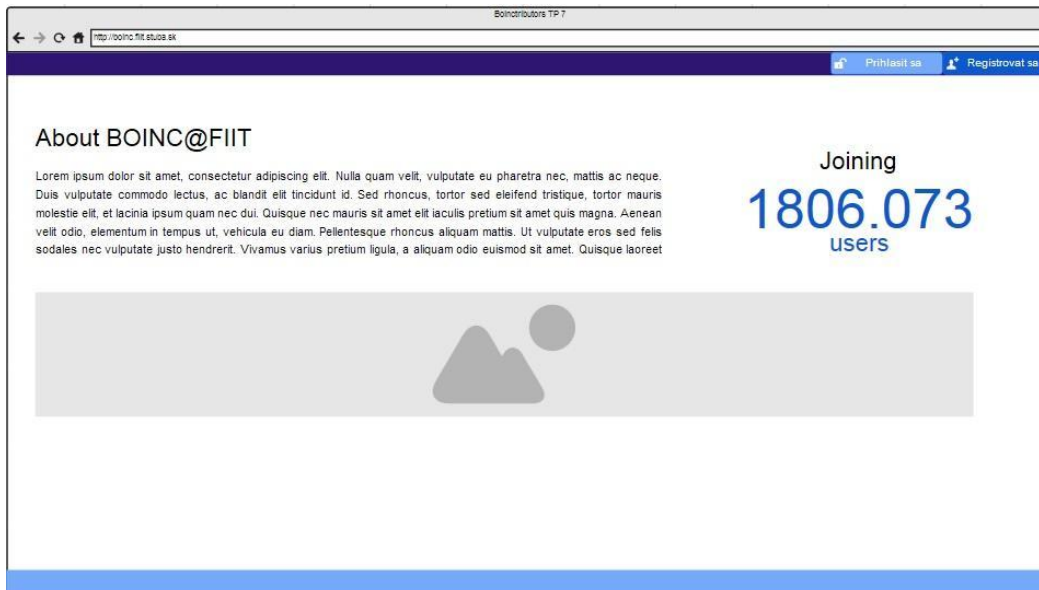 Boinctributors TP 7
http://boinc.fiit.stuba.sk
Prihlasit sa
Registrovat sa
About BOINC@FIIT
Lorem ipsum dolor sit amet, consectetur adipiscing elit. Nulla quam velit, vulputate eu pharetra nec, mattis ac neque.
Duis vulputate commodo lectus, ac blandit elit tincidunt id. Sed rhoncus, tortor sed eleifend tristique, tortor mauris
molestie elit, et lacinia ipsum quam nec dui. Quisque nec mauris sit amet elit iaculis pretium sit amet quis magna. Aenean
velit odio, elementum in tempus ut, vehicula eu diam. Pellentesque rhoncus aliquam mattis. Ut vulputate eros sed felis
sodales nec vulputate justo hendrerit. Vivamus varius pretium ligula, a aliquam odio euismod sit amet. Quisque laoreet
Joining
1806.073
users